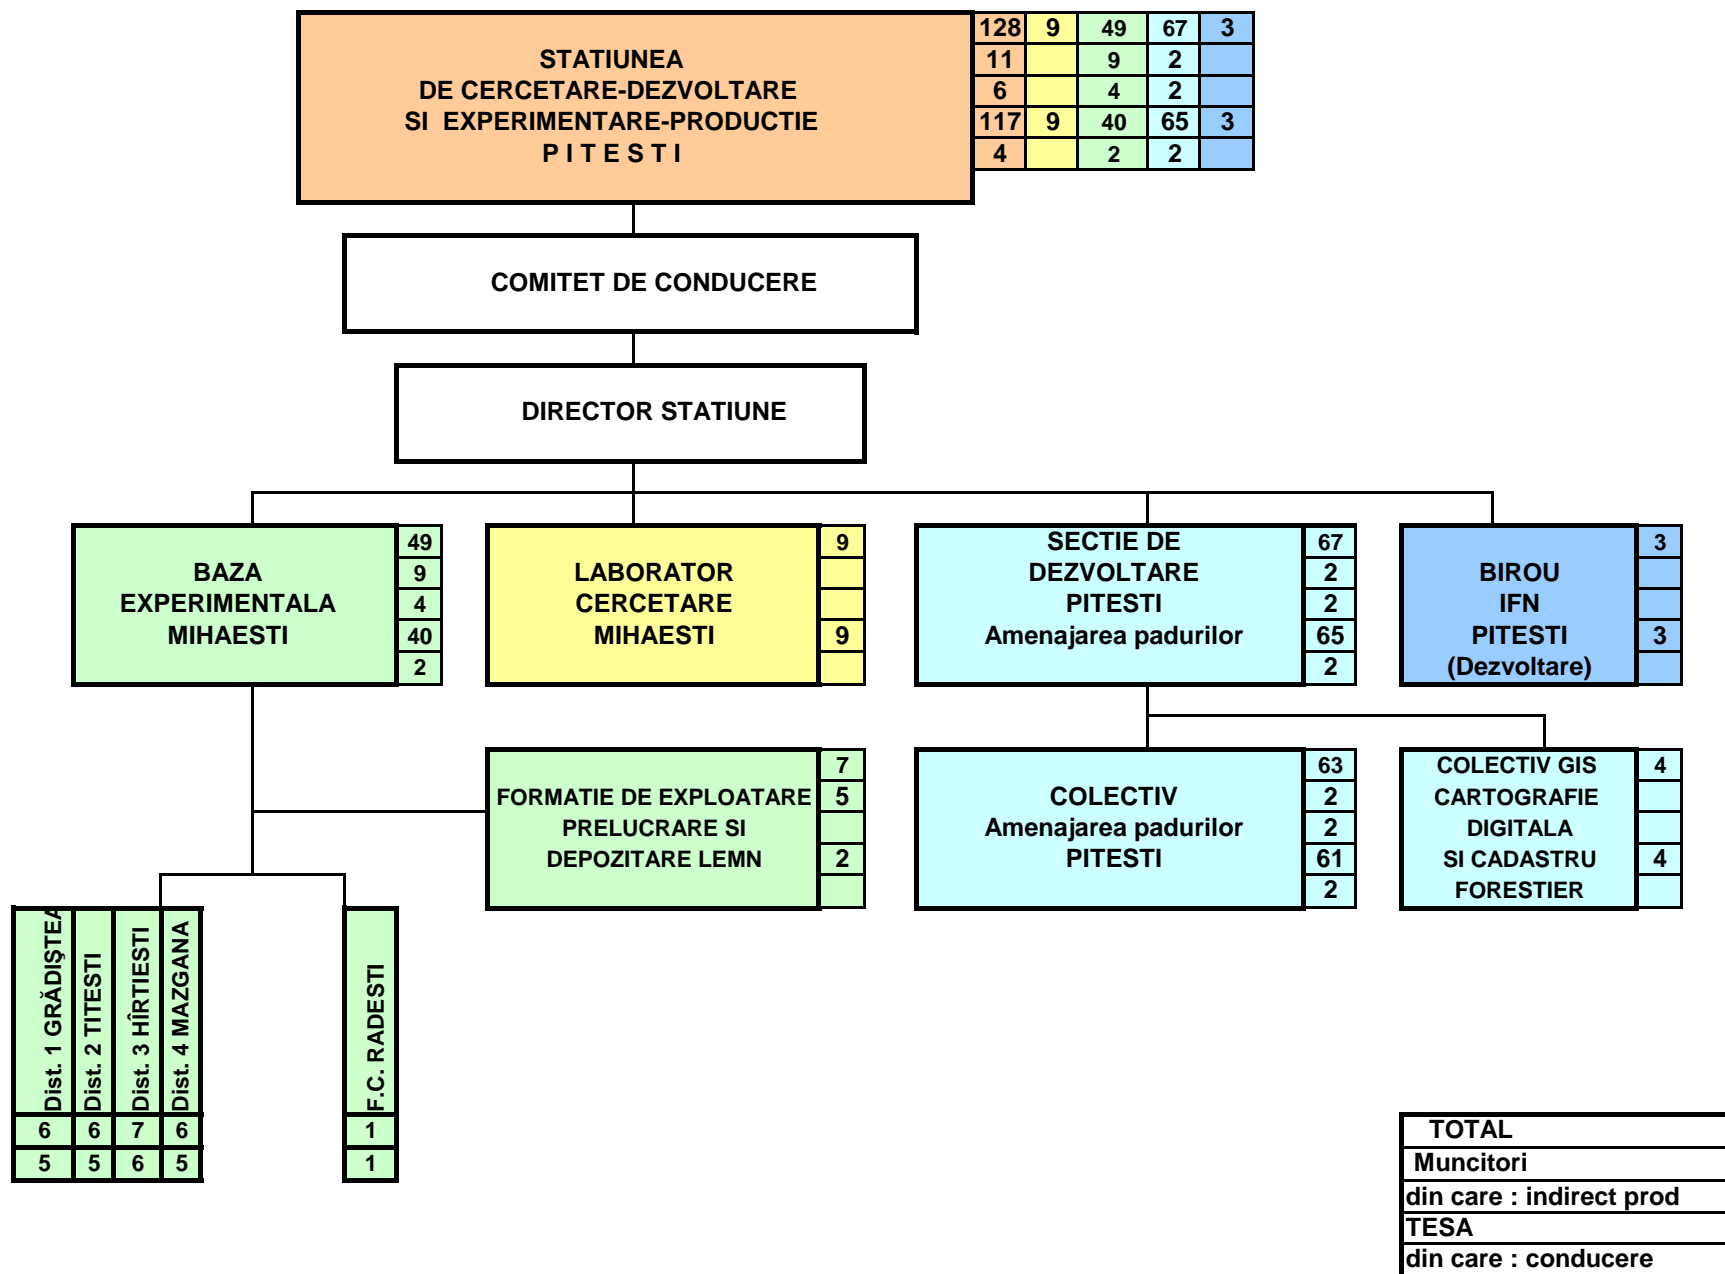 STATIUNEA
DE CERCETARE-DEZVOLTARE
SI EXPERIMENTARE-PRODUCTIE
P I T E S T I
128 9 49 67 3
11 9 2
6 4 2
117 9 40 65 3
4 2 2
COMITET DE CONDUCERE
DIRECTOR STATIUNE
BAZA
EXPERIMENTALA
MIHAESTI
49
9
4
40
2
LABORATOR
CERCETARE
MIHAESTI
9
9
SECTIE DE
DEZVOLTARE
PITESTI
Amenajarea padurilor
67
2
2
65
2
BIROU
IFN
PITESTI
(Dezvoltare)
3
3
FORMATIE DE EXPLOATARE
PRELUCRARE SI
DEPOZITARE LEMN
7
5
2
COLECTIV
Amenajarea padurilor
PITESTI
63
2
2
61
2
COLECTIV GIS
CARTOGRAFIE
DIGITALA
SI CADASTRU
FORESTIER
4
4
Dist. 1 GRĂDIŞTEA
Dist. 2 TITESTI
Dist. 3 HÎRTIESTI
Dist. 4 MAZGANA
F.C. RADESTI
6 6 7 6 1
5 5 6 5 1
TOTAL
Muncitori
din care : indirect prod
TESA
din care : conducere